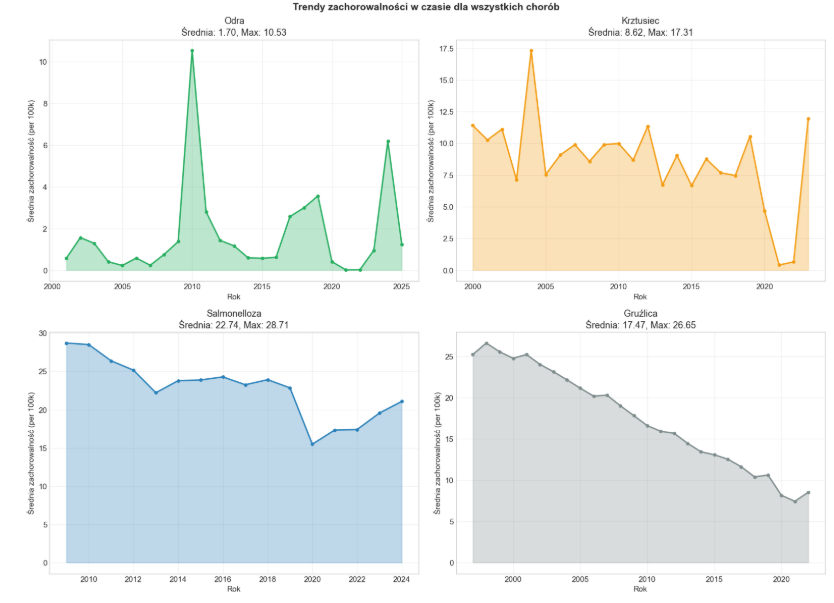 Trendy zachorowalności w czasie dla wszystkich chorób
Odra
Średnia: 1.70, Max: 10.53
Średnia zachorowalność (per 100k)
10
8
6
4
2
0
2000 2005 2010 2015 2020 2025
Rok
Krztusiec
Średnia: 8.62, Max: 17.31
Średnia zachorowalność (per 100k)
17.5
15.0
12.5
10.0
7.5
5.0
2.5
0.0
2000 2005 2010 2015 2020
Rok
Salmonelloza
Średnia: 22.74, Max: 28.71
Średnia zachorowalność (per 100k)
30
25
20
15
10
5
0
2010 2012 2014 2016 2018 2020 2022 2024
Rok
Gruźlica
Średnia: 17.47, Max: 26.65
Średnia zachorowalność (per 100k)
25
20
15
10
5
0
2000 2005 2010 2015 2020
Rok